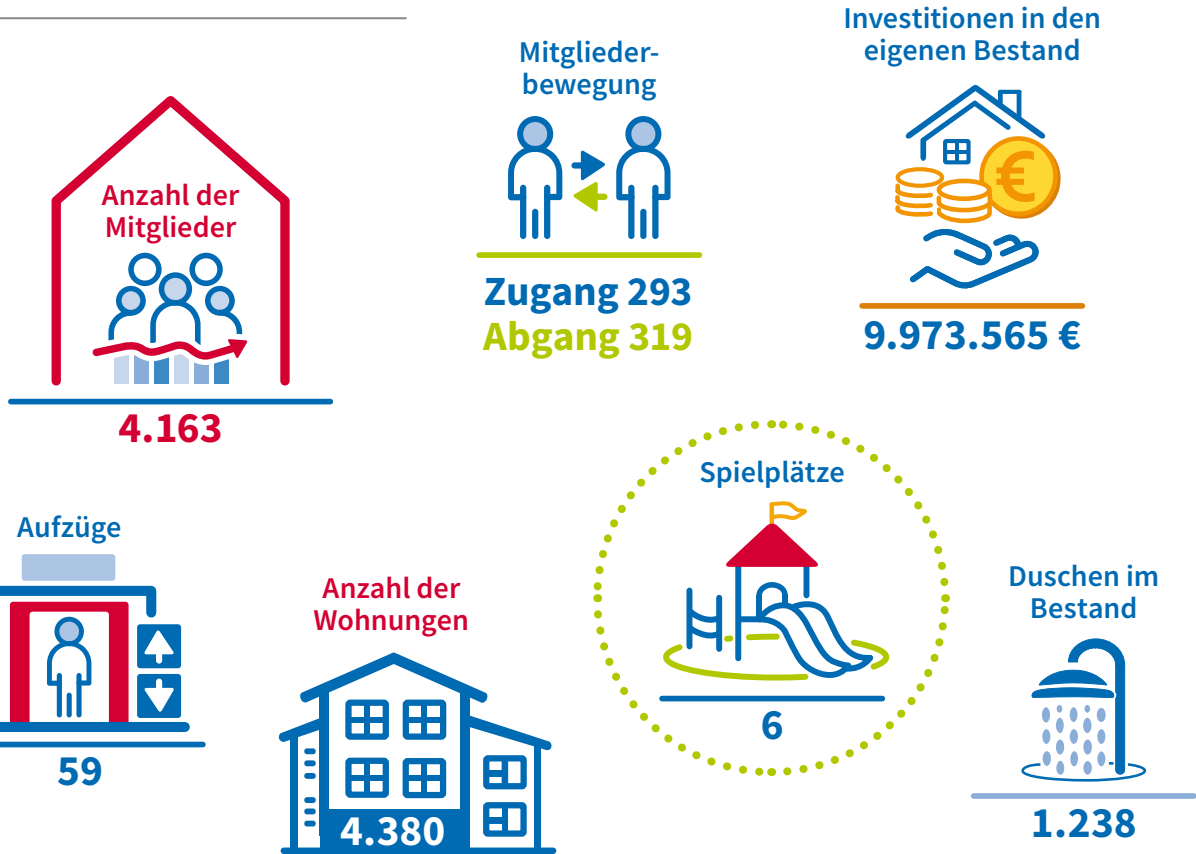 Anzahl der
Mitglieder
4.163
Mitglieder-
bewegung
Zugang 293
Abgang 319
Investitionen in den
eigenen Bestand
€
9.973.565 €
Aufzüge
59
Anzahl der
Wohnungen
4.380
Spielplätze
6
Duschen im
Bestand
1.238